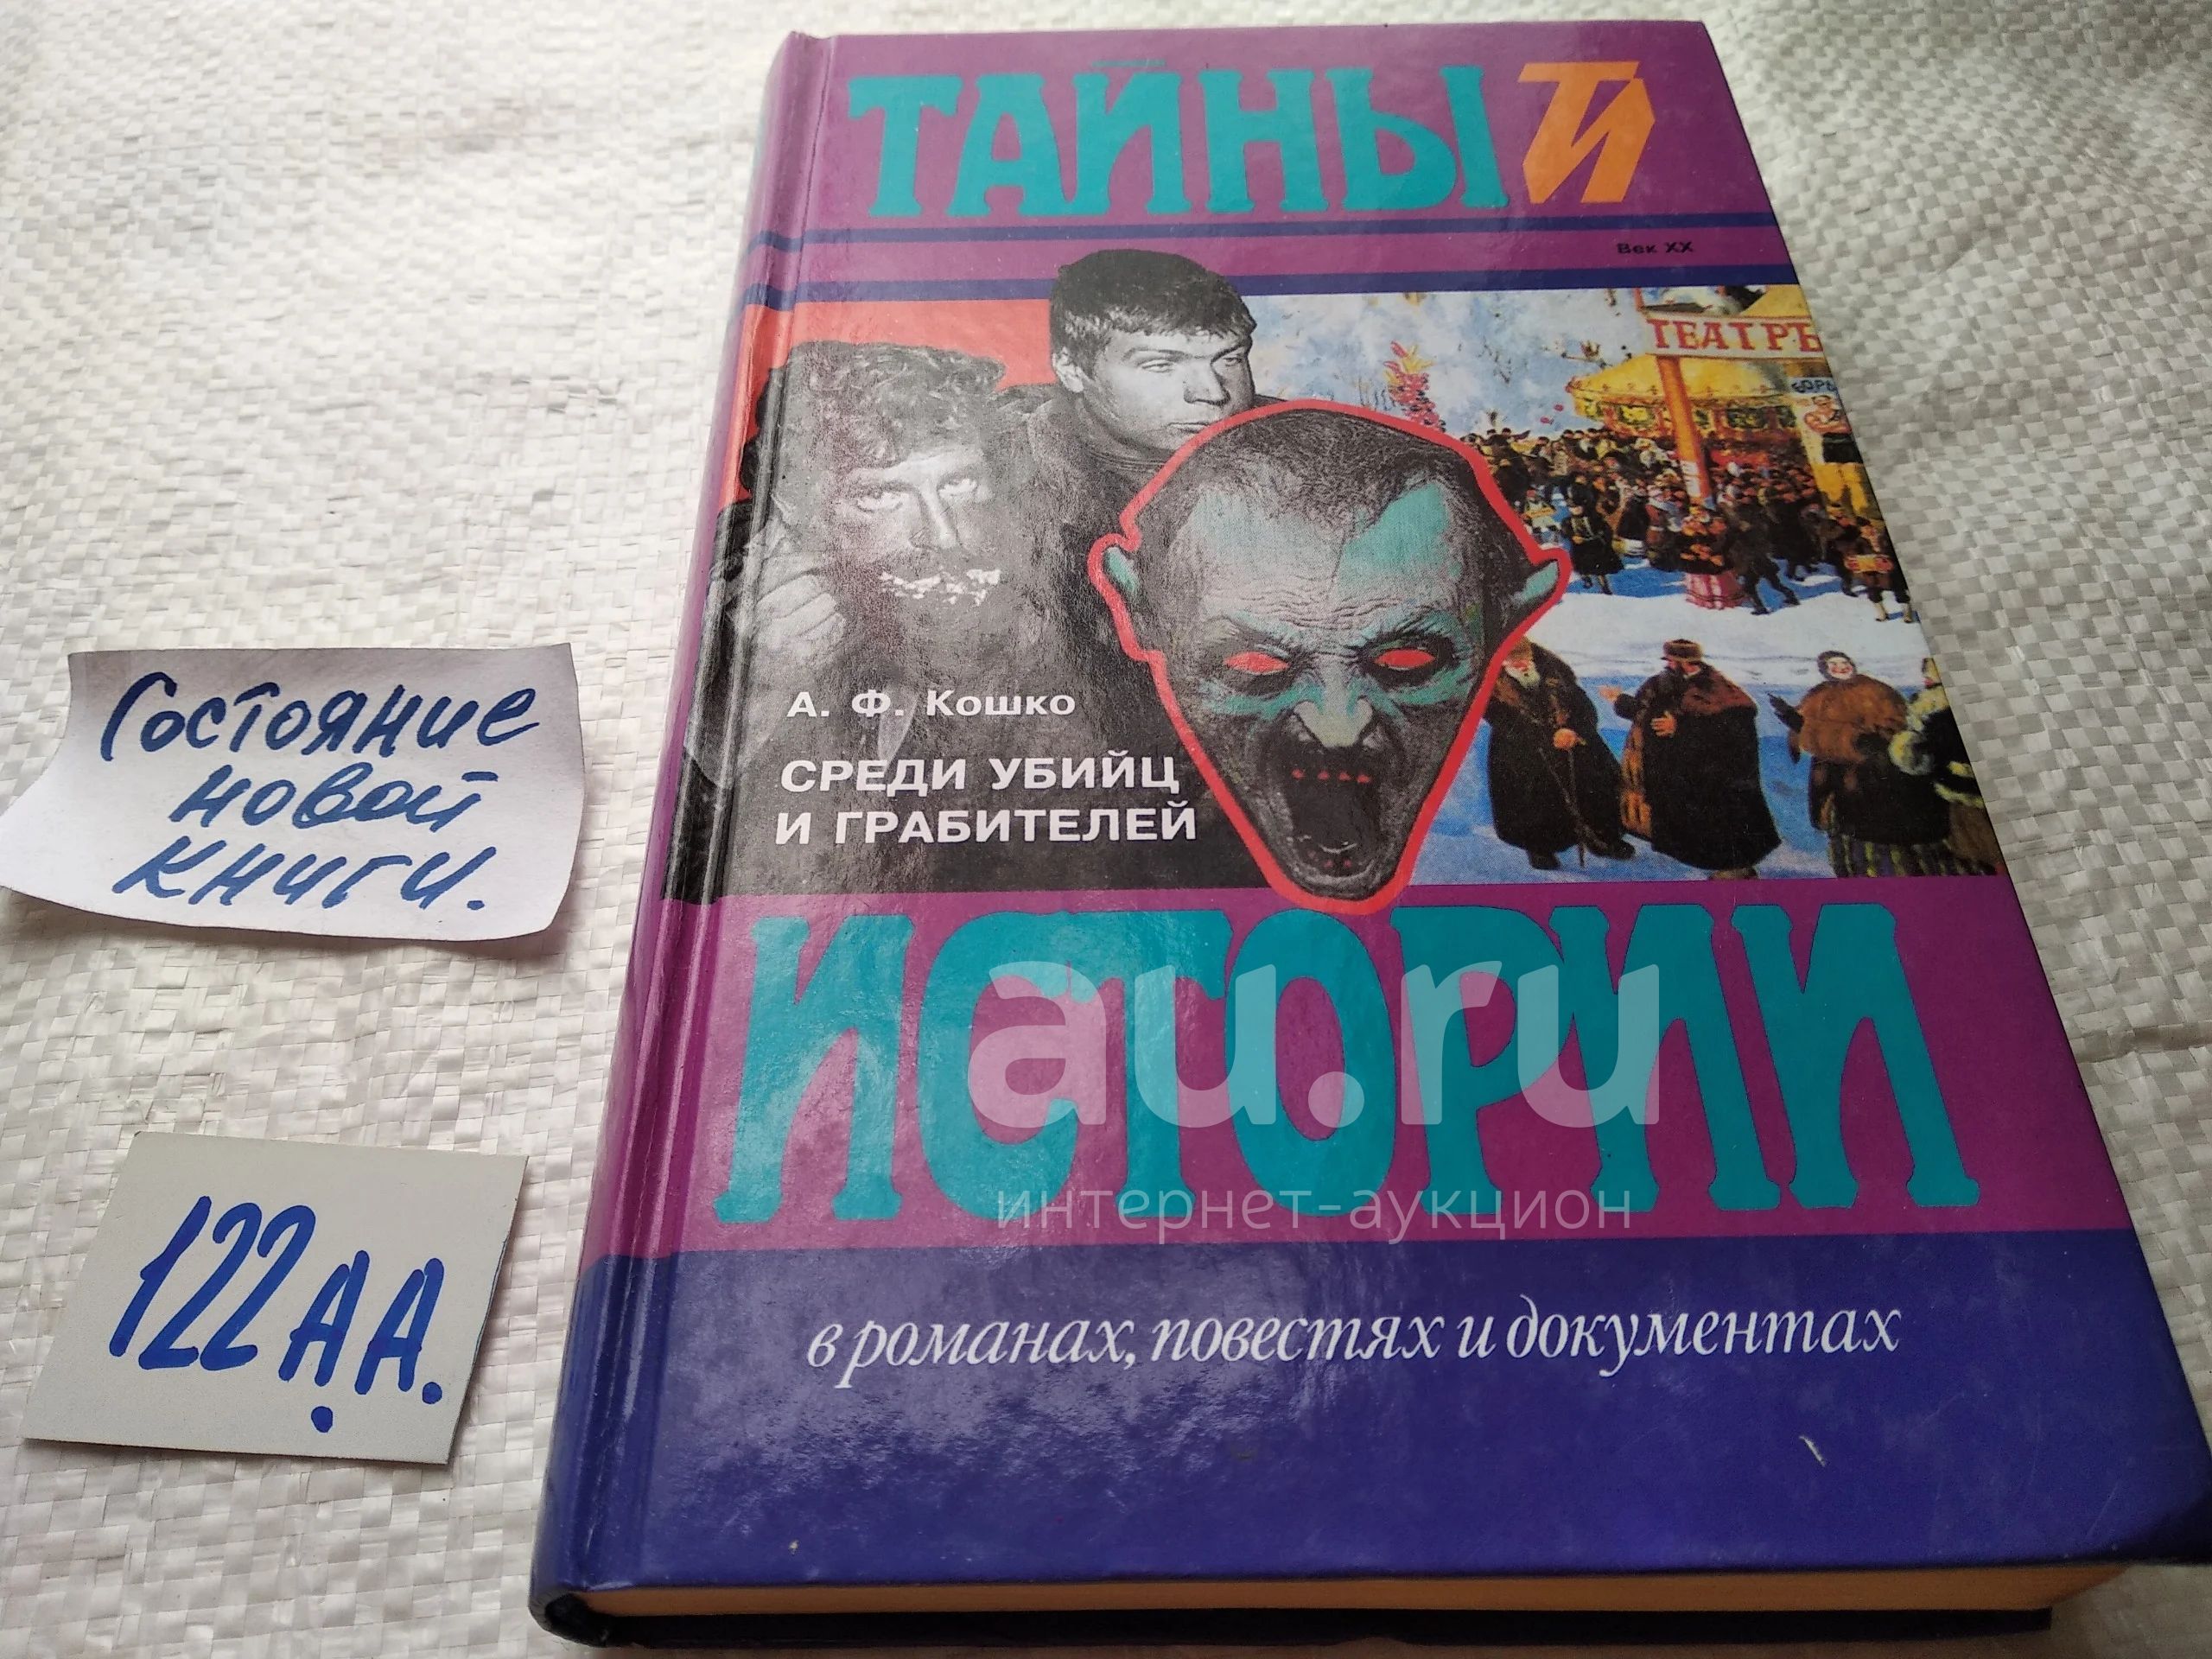 ТАЙНЫ ТИ
Век XX
ТЕАТРЪ
А. Ф. Кошко
СРЕДИ УБИЙЦ
И ГРАБИТЕЛЕЙ
ИСТОРИИ
au.ru
интернет-аукцион
в романах, повестях и документах
Состояние
новой
книги.
122 А А.